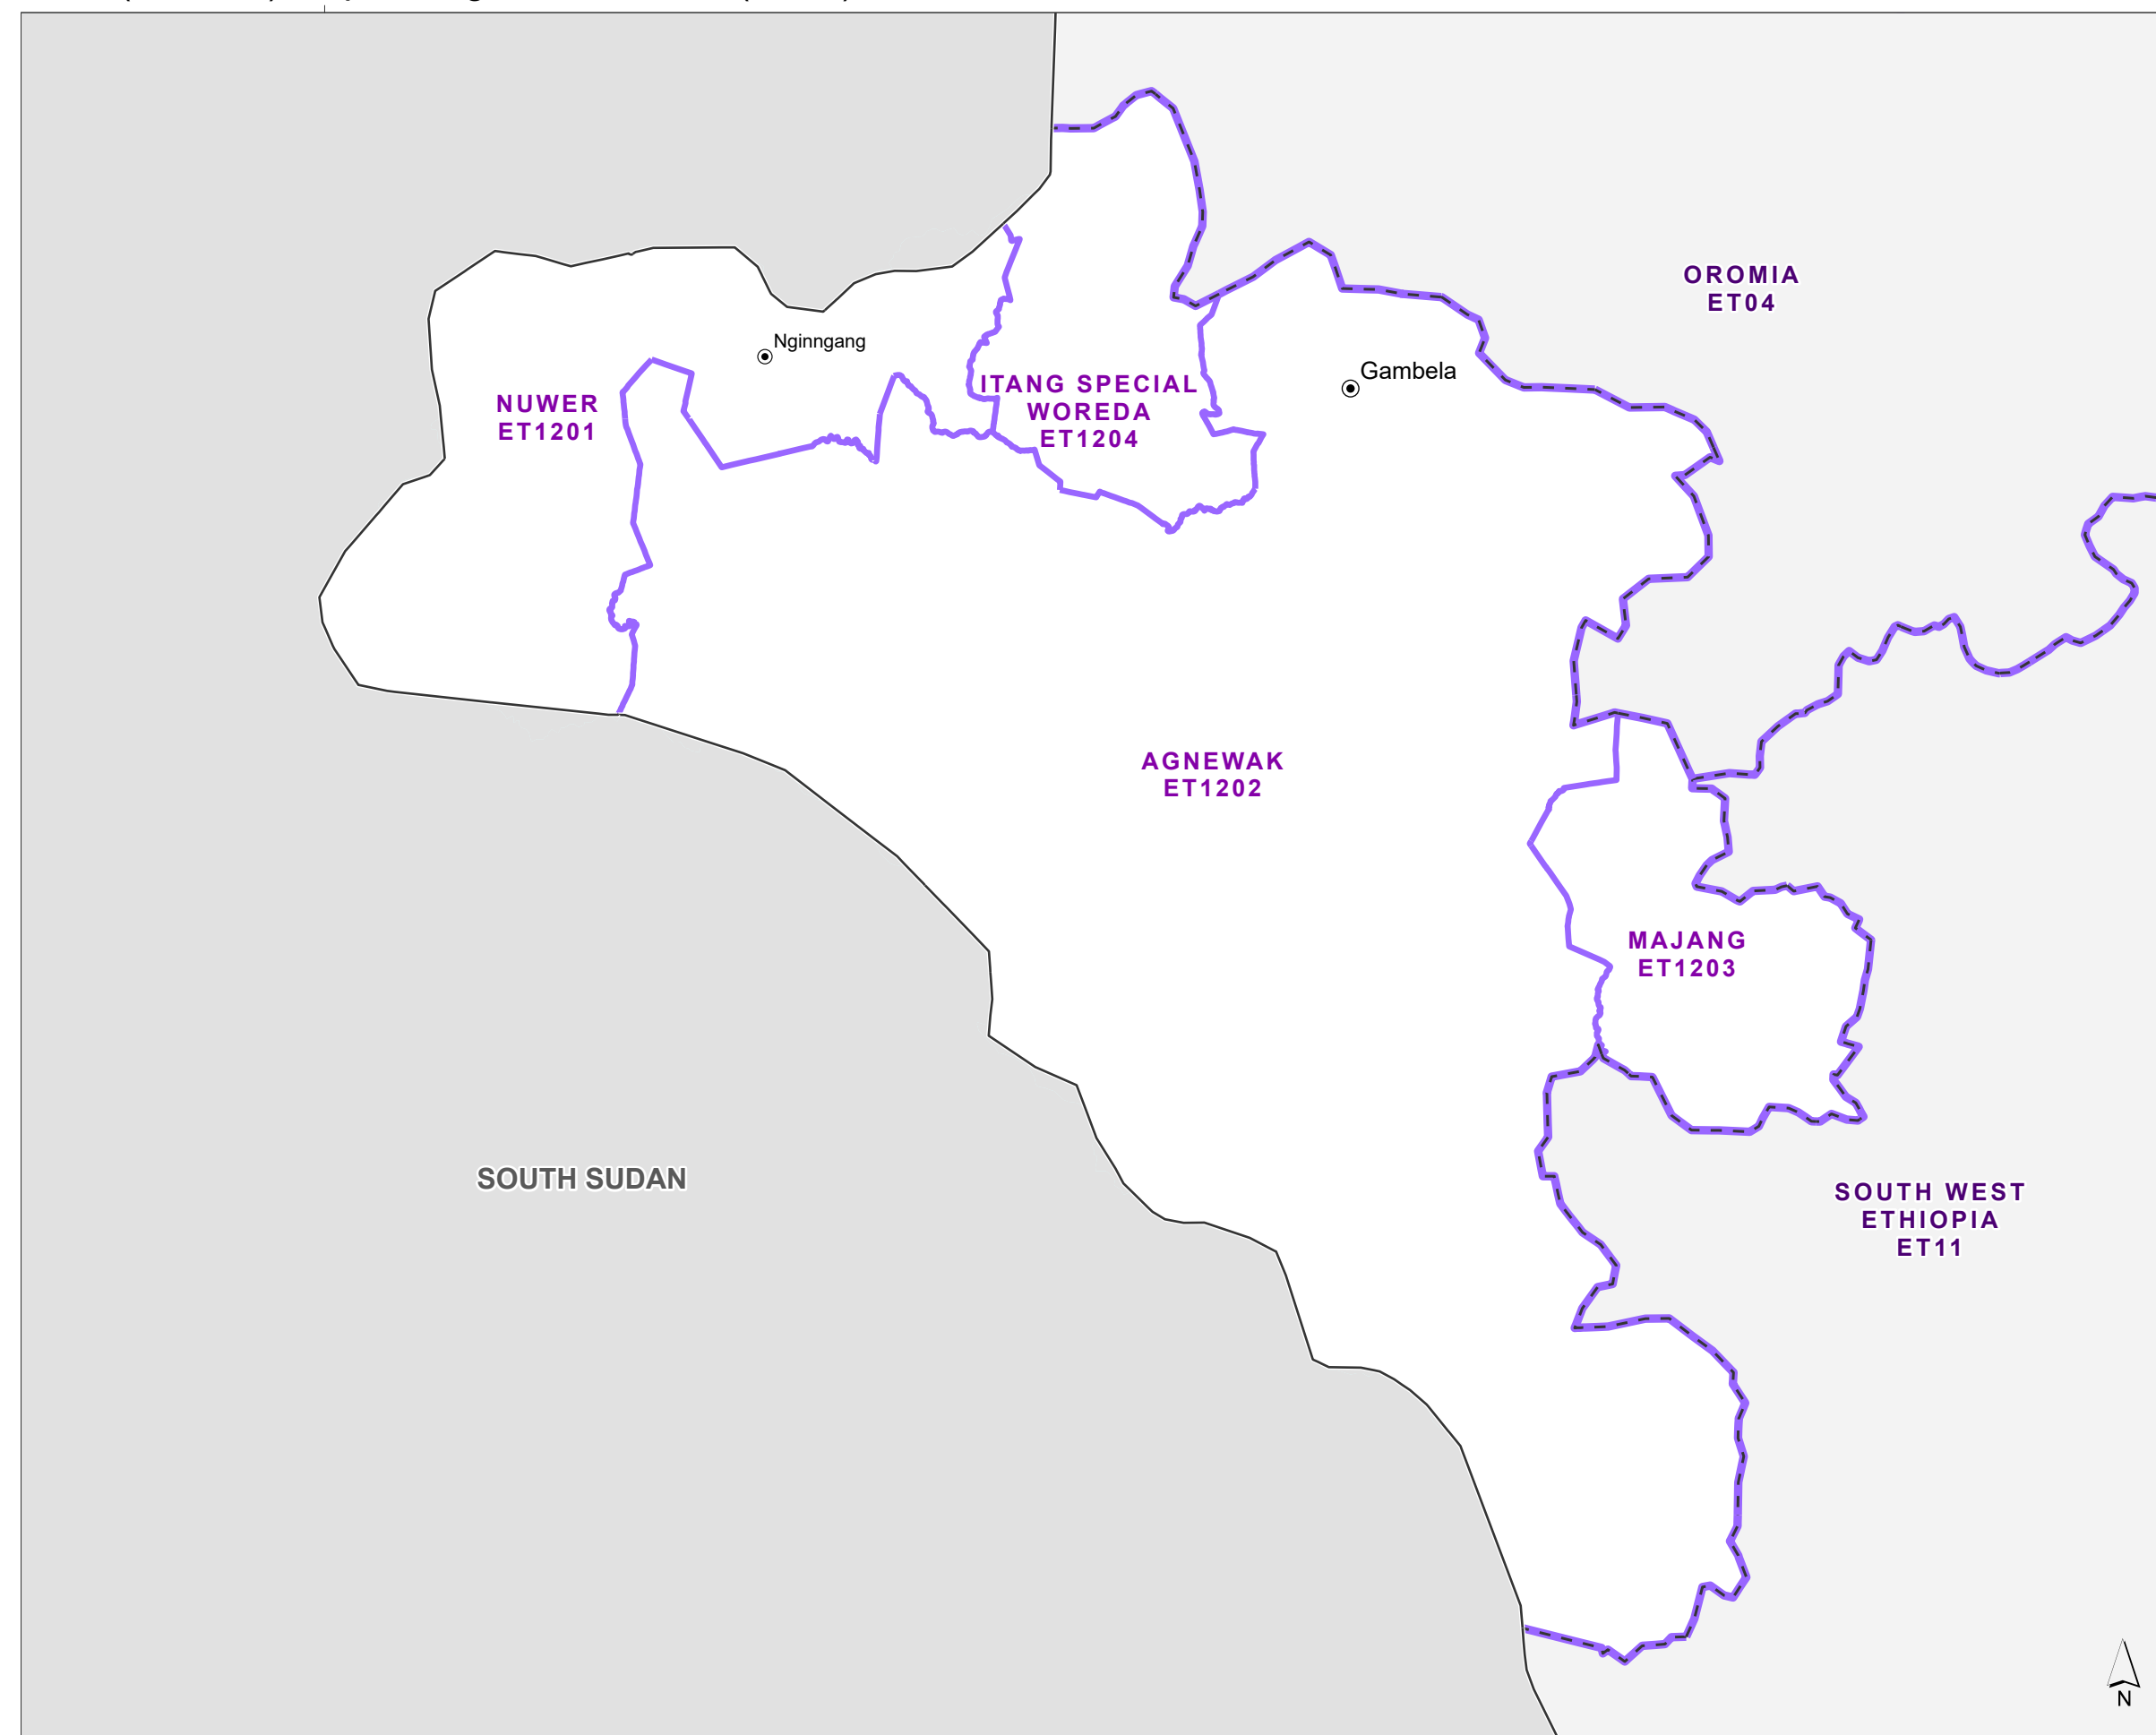 OROMIA
ET04
Nginngang
Gambela
NUWER
ET1201
ITANG SPECIAL
WOREDA
ET1204
AGNEWAK
ET1202
MAJANG
ET1203
SOUTH SUDAN
SOUTH WEST
ETHIOPIA
ET11
N